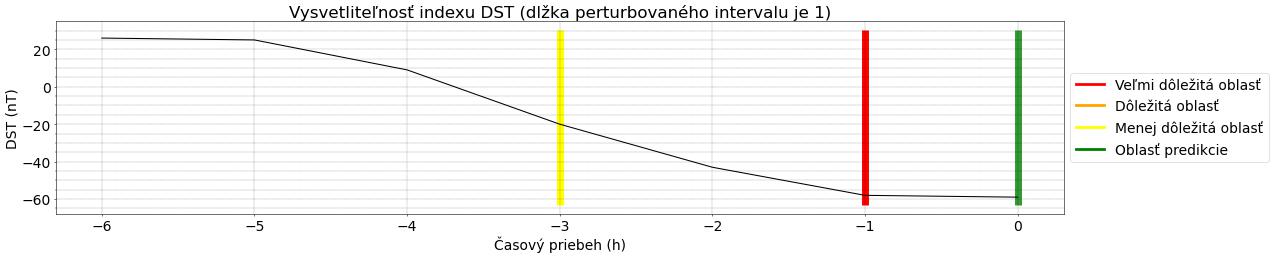 Vysvetliteľnosť indexu DST (dĺžka perturbovaného intervalu je 1)
20
0
−20
−40
−60
DST (nT)
−6 −5 −4 −3 −2 −1 0
Časový priebeh (h)
Veľmi dôležitá oblasť
Dôležitá oblasť
Menej dôležitá oblasť
Oblasť predikcie